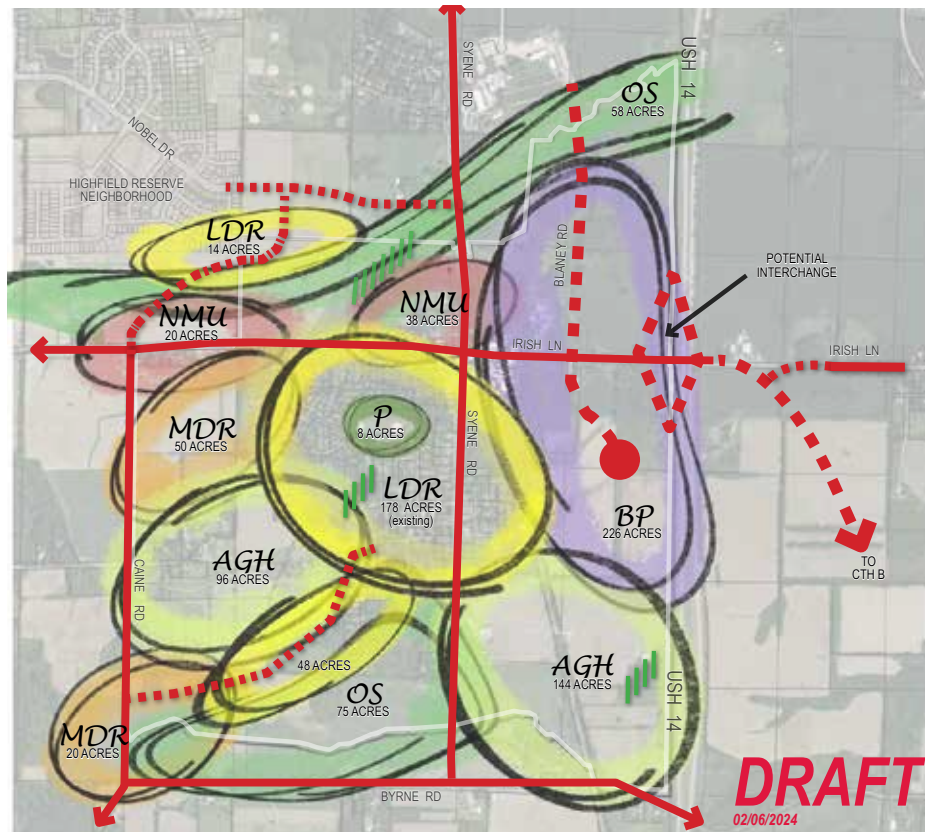 SYENE RD
USH 14
OS
58 ACRES
NOBEL DR
HIGHFIELD RESERVE
NEIGHBORHOOD
LDR
14 ACRES
BLANEY RD
POTENTIAL
INTERCHANGE
NMU
20 ACRES
NMU
38 ACRES
IRISH LN
IRISH LN
P
8 ACRES
MDR
50 ACRES
SYENE RD
LDR
178 ACRES
(existing)
BP
226 ACRES
AGH
96 ACRES
TO
CTH B
CAINE RD
48 ACRES
AGH
144 ACRES
OS
75 ACRES
USH 14
MDR
20 ACRES
BYRNE RD
DRAFT
02/06/2024